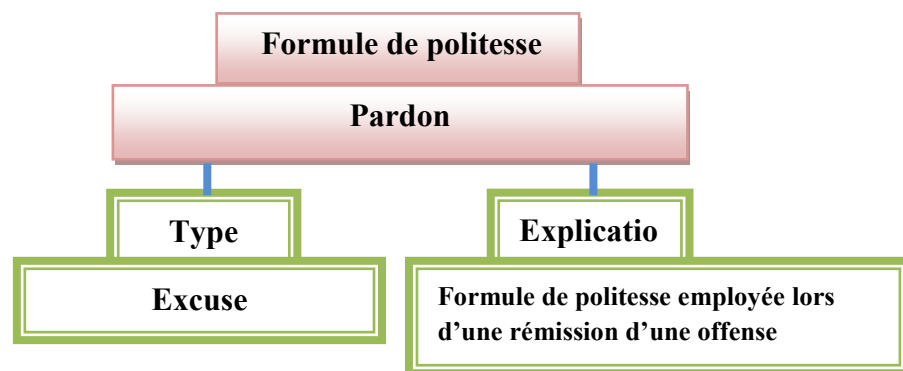 Formule de politesse
Pardon
Type
Explicatio
Excuse
Formule de politesse employée lors
d’une rémission d’une offense